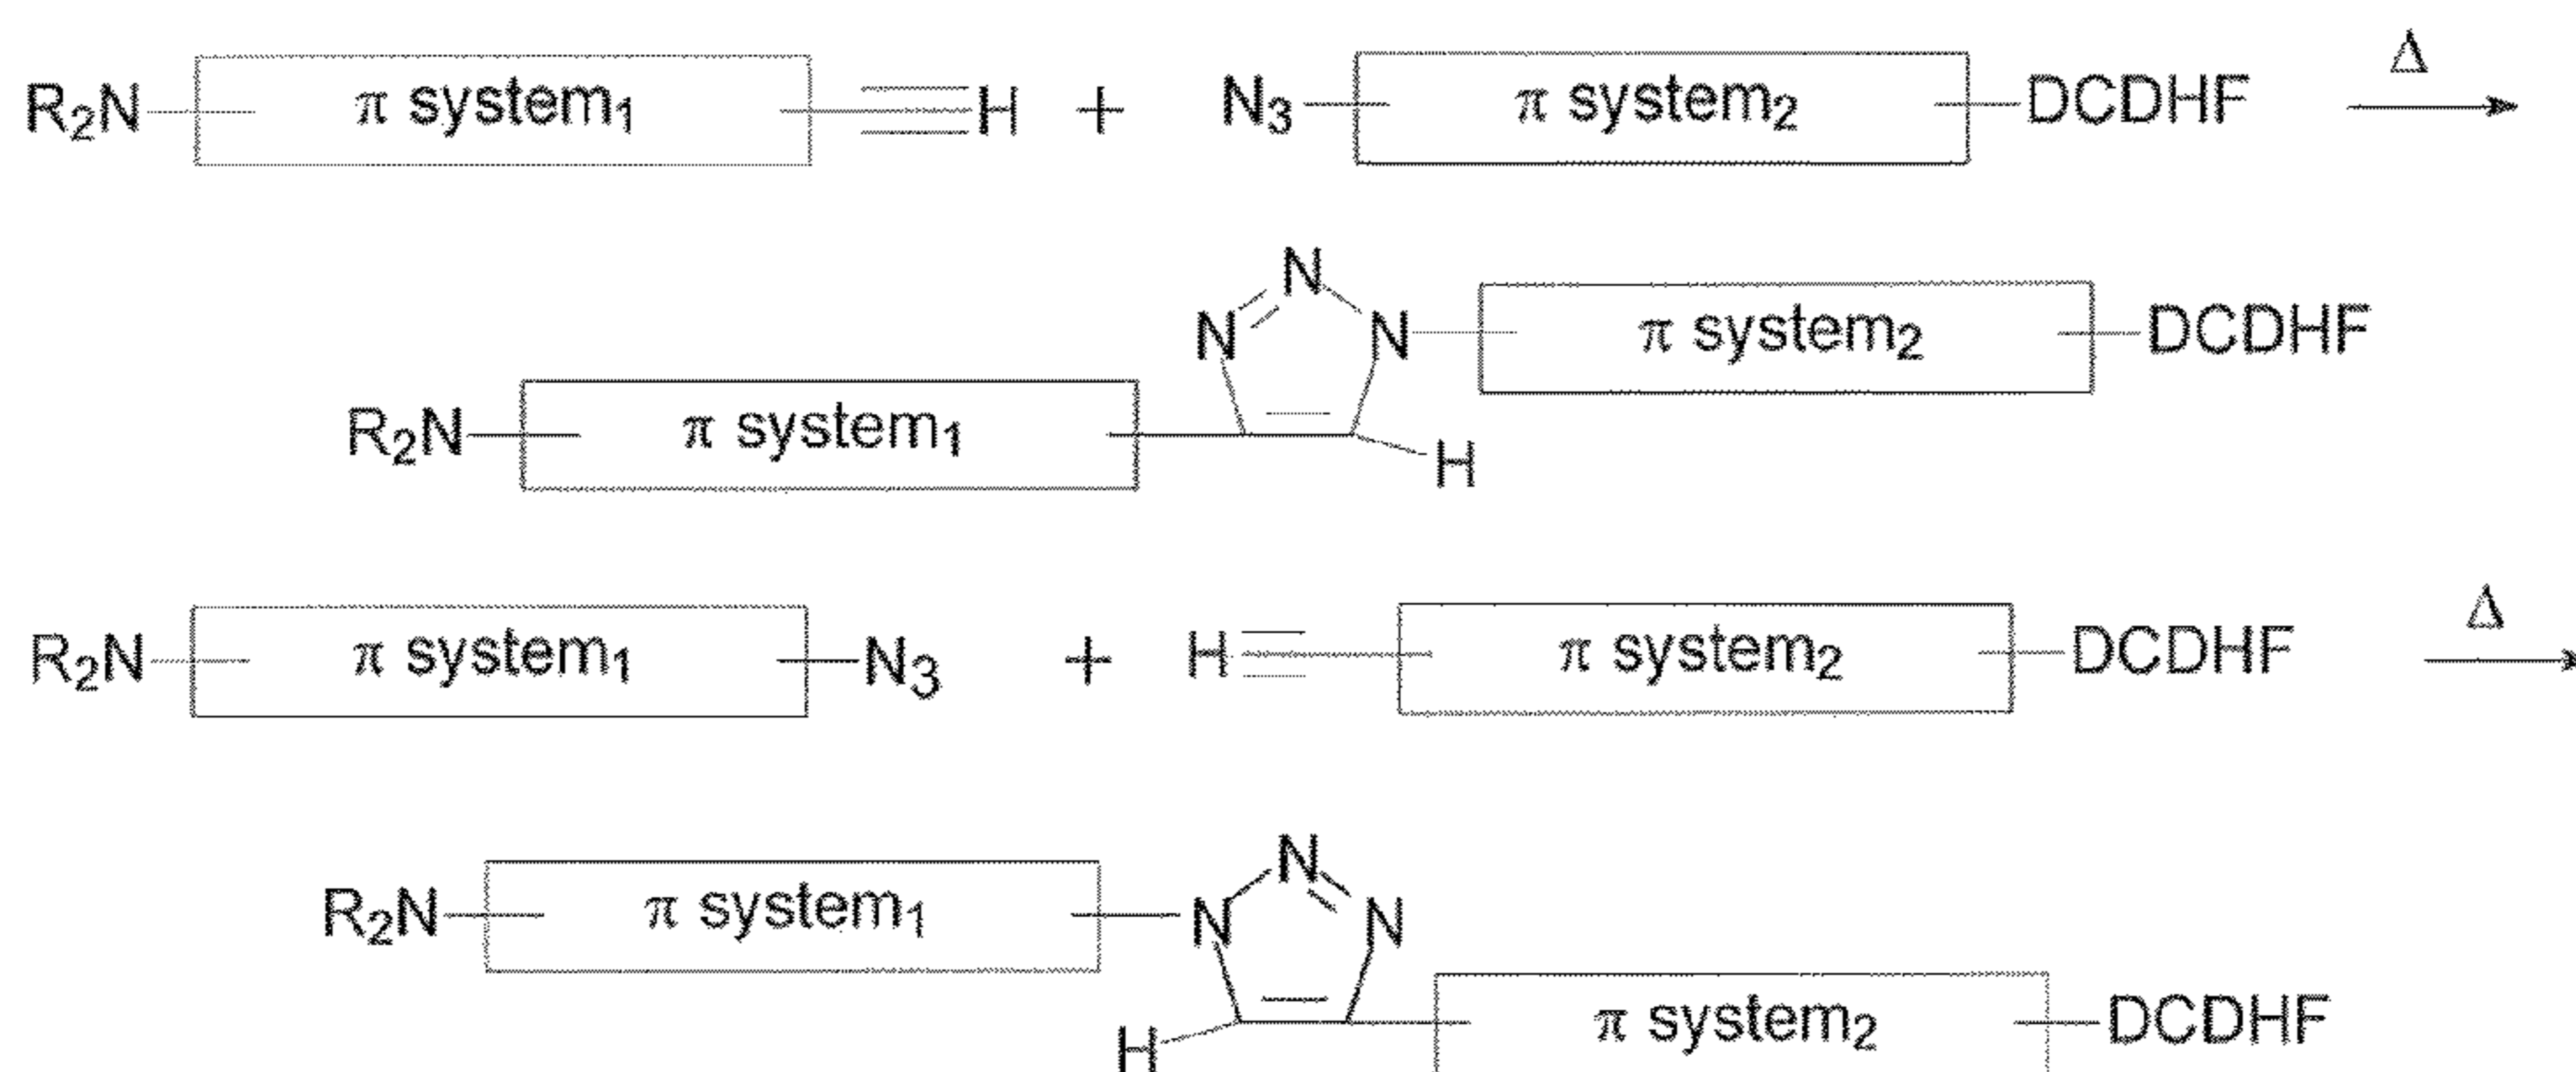 R₂N π system₁ ≡H + N₃ π system₂ DCDHF Δ
N
N N π system₂ DCDHF
R₂N π system₁ H
R₂N π system₁ N₃ + H≡ π system₂ DCDHF Δ
N
R₂N π system₁ N N
H π system₂ DCDHF